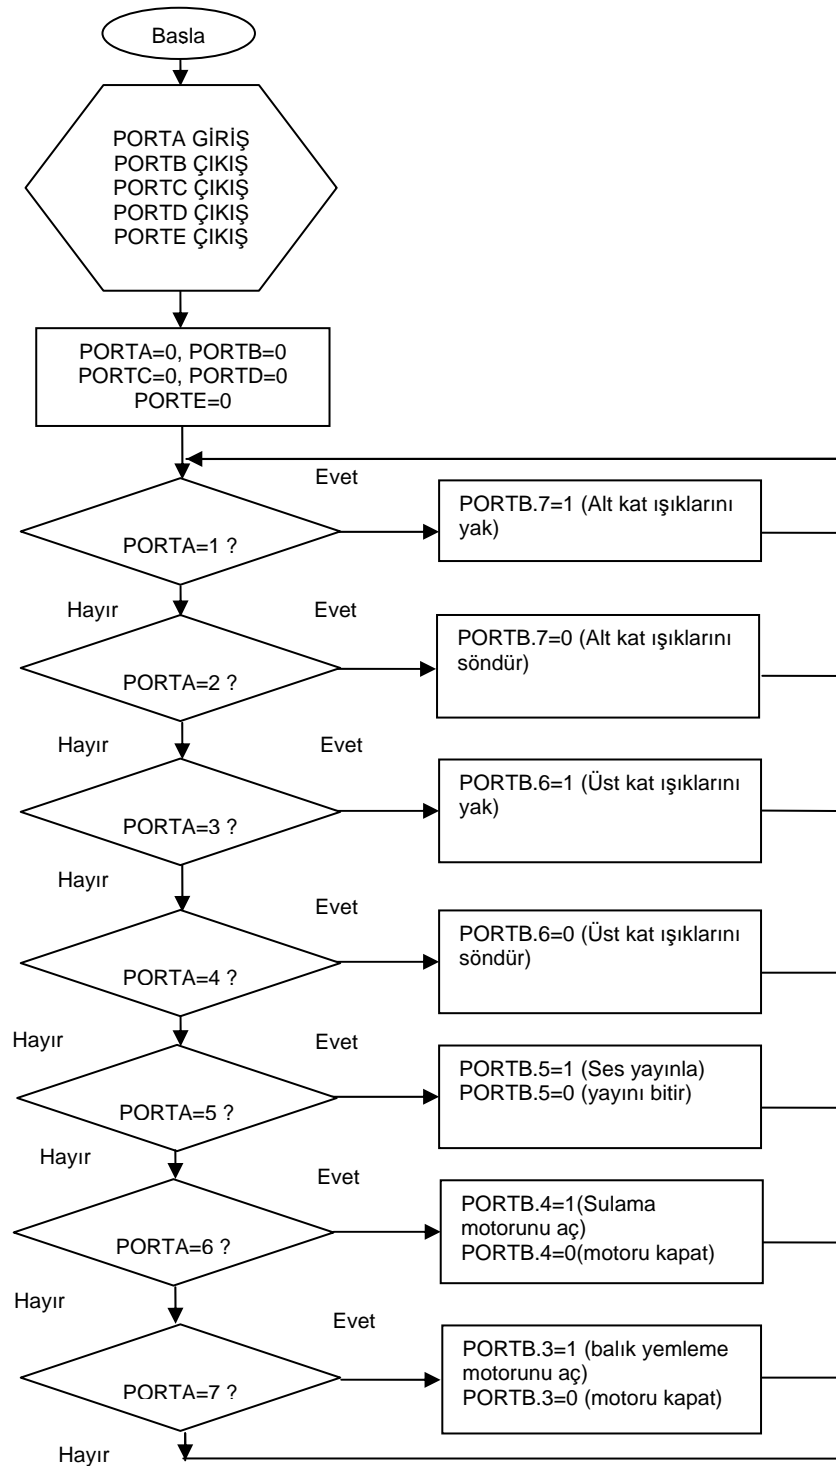 Başla
PORTA GİRİŞ
PORTB ÇIKIŞ
PORTC ÇIKIŞ
PORTD ÇIKIŞ
PORTE ÇIKIŞ
PORTA=0, PORTB=0
PORTC=0, PORTD=0
PORTE=0
Evet
PORTA=1 ?
PORTB.7=1 (Alt kat ışıklarını
yak)
Hayır
Evet
PORTA=2 ?
PORTB.7=0 (Alt kat ışıklarını
söndür)
Hayır
Evet
PORTA=3 ?
PORTB.6=1 (Üst kat ışıklarını
yak)
Hayır
Evet
PORTA=4 ?
PORTB.6=0 (Üst kat ışıklarını
söndür)
Hayır
Evet
PORTA=5 ?
PORTB.5=1 (Ses yayınla)
PORTB.5=0 (yayını bitir)
Hayır
Evet
PORTA=6 ?
PORTB.4=1(Sulama
motorunu aç)
PORTB.4=0(motoru kapat)
Hayır
Evet
PORTA=7 ?
PORTB.3=1 (balık yemleme
motorunu aç)
PORTB.3=0 (motoru kapat)
Hayır